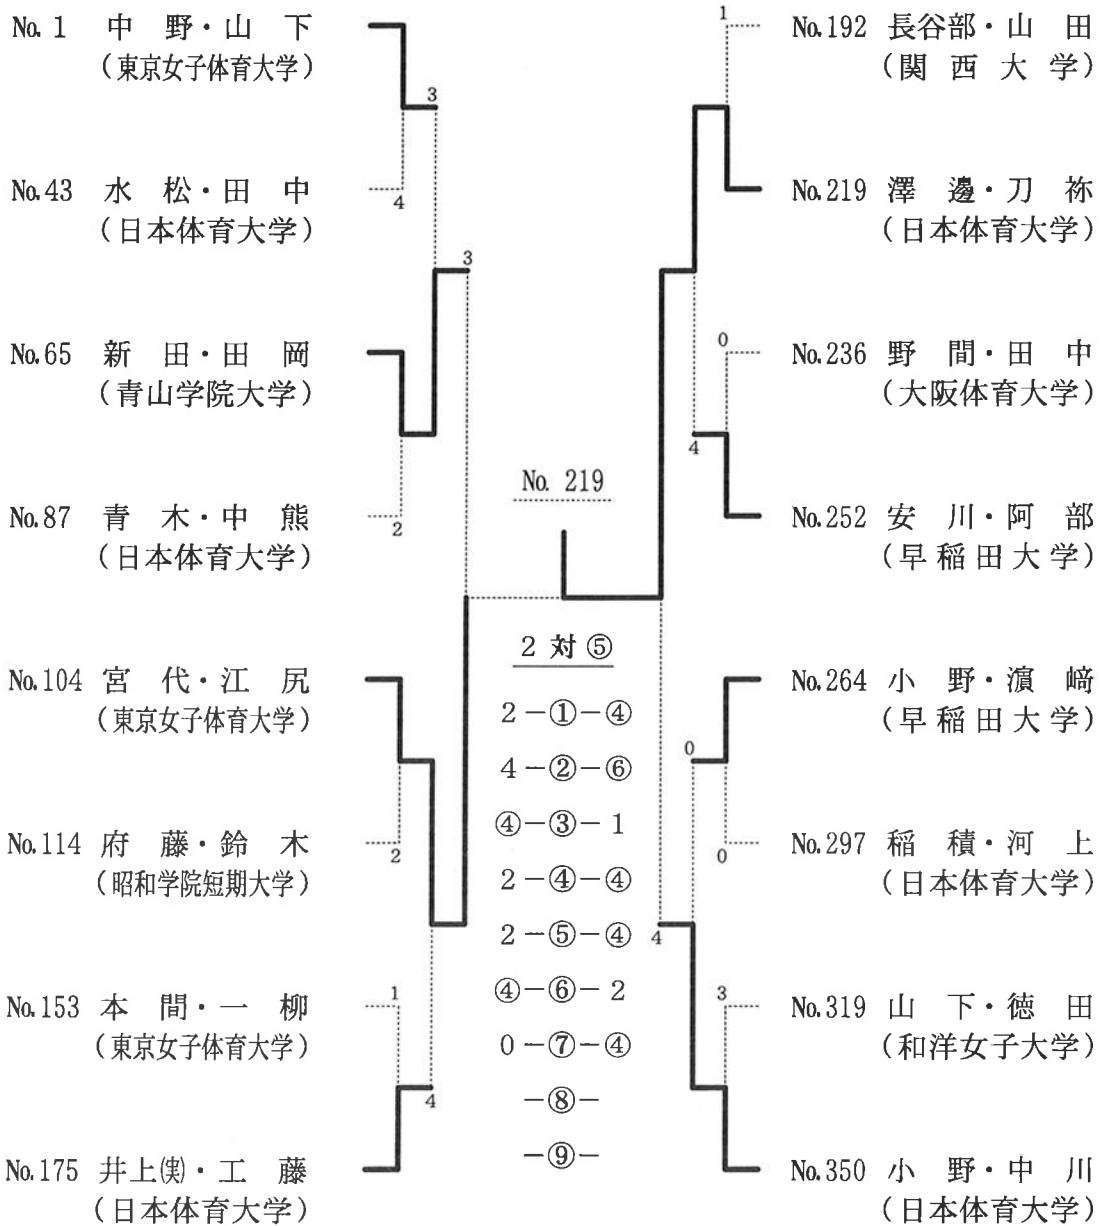 No. 1 中野・山下
(東京女子体育大学)
3
No.43 水松・田中
(日本体育大学)
4
3
No.65 新田・田岡
(青山学院大学)
No.87 青木・中熊
(日本体育大学)
2
No.104 宮代・江尻
(東京女子体育大学)
No.114 府藤・鈴木
(昭和学院短期大学)
2
No.153 本間・一柳
(東京女子体育大学)
1
4
No.175 井上㈫・工藤
(日本体育大学)
No. 219
2 対 ⑤
2-①-④
4-②-⑥
④-③-1
2-④-④
2-⑤-④
④-⑥-2
0-⑦-④
-⑧-
-⑨-
1
No.192 長谷部・山田
(関西大学)
No.219 澤邊・刀祢
(日本体育大学)
0
No.236 野間・田中
(大阪体育大学)
4
No.252 安川・阿部
(早稲田大学)
No.264 小野・濵﨑
(早稲田大学)
0
No.297 稲積・河上
(日本体育大学)
0
4
No.319 山下・徳田
(和洋女子大学)
3
No.350 小野・中川
(日本体育大学)